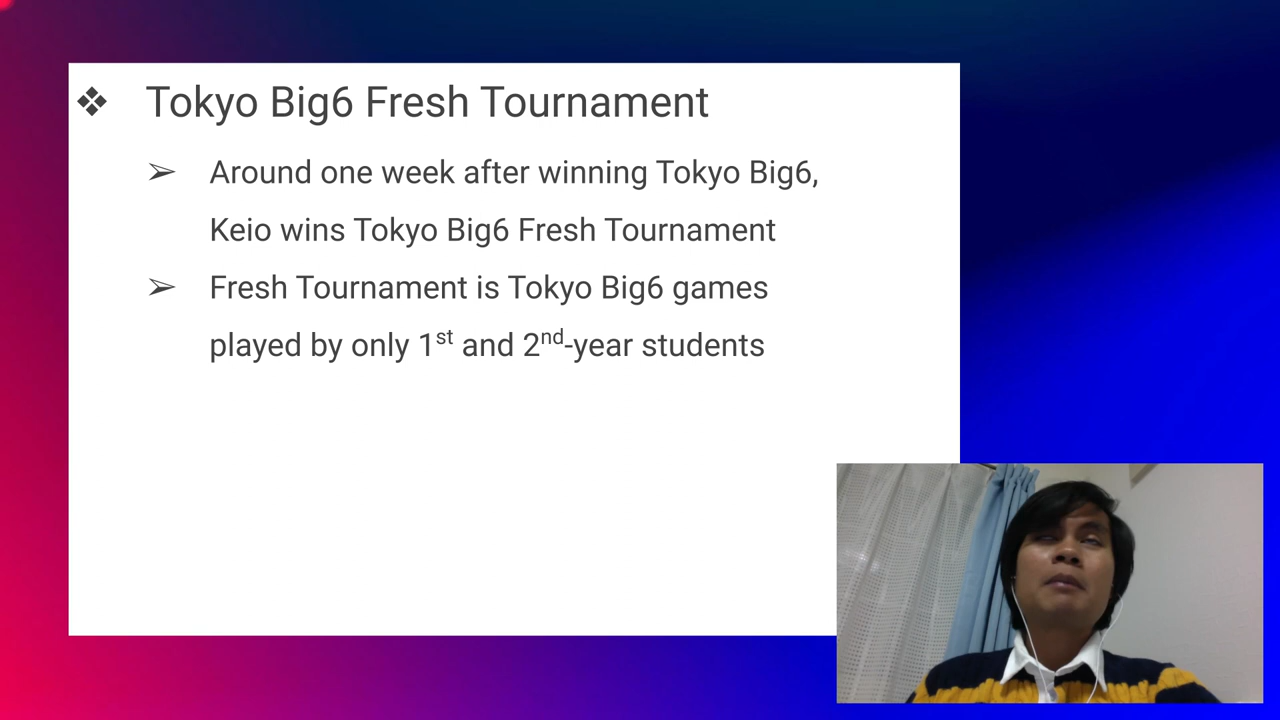 ❖ Tokyo Big6 Fresh Tournament
➢ Around one week after winning Tokyo Big6,
Keio wins Tokyo Big6 Fresh Tournament
➢ Fresh Tournament is Tokyo Big6 games
played by only 1st and 2nd-year students